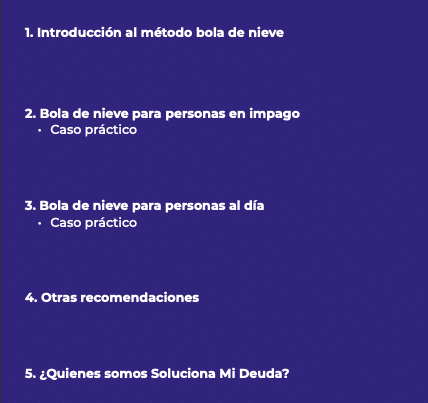 1. Introducción al método bola de nieve
2. Bola de nieve para personas en impago
• Caso práctico
3. Bola de nieve para personas al día
• Caso práctico
4. Otras recomendaciones
5. ¿Quienes somos Soluciona Mi Deuda?